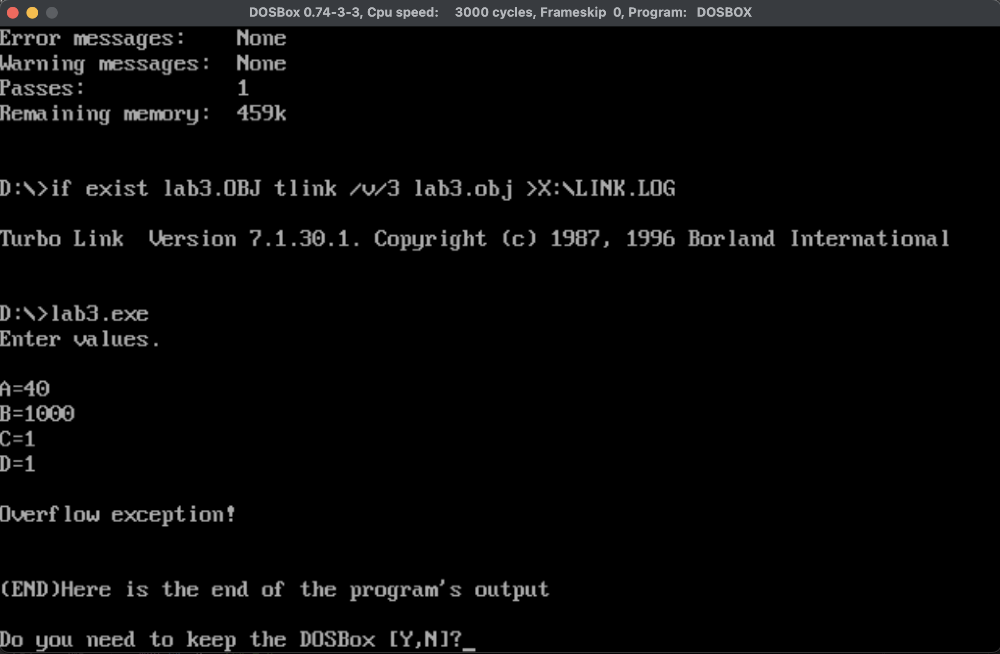 DOSBox 0.74-3-3, Cpu speed: 3000 cycles, Frameskip 0, Program: DOSBOX
Error messages: None
Warning messages: None
Passes: 1
Remaining memory: 459k
D:\>if exist lab3.OBJ tlink /v/3 lab3.obj >X:\LINK.LOG
Turbo Link Version 7.1.30.1. Copyright (c) 1987, 1996 Borland International
D:\>lab3.exe
Enter values.
A=40
B=1000
C=1
D=1
Overflow exception!
(END)Here is the end of the program's output
Do you need to keep the DOSBox [Y,N]?_